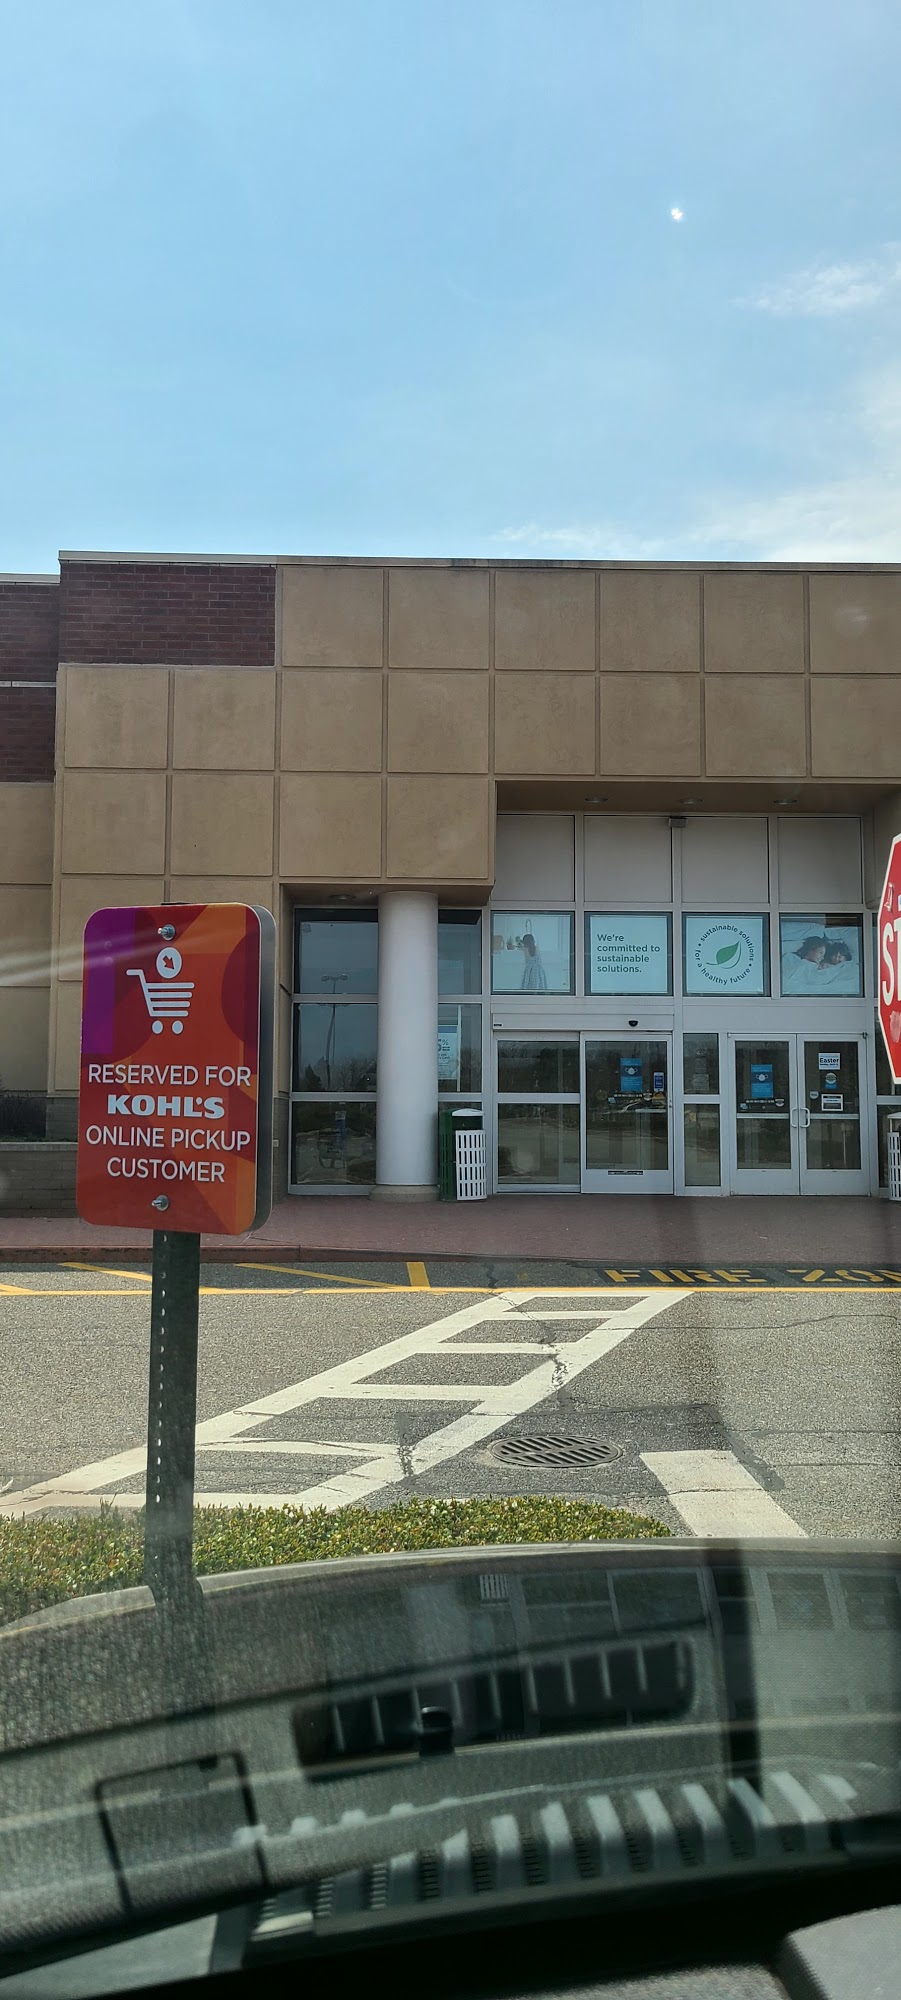 We're
committed to
sustainable
solutions.
• sustainable solutions •
for a healthy future
Easter
RESERVED FOR
KOHL'S
ONLINE PICKUP
CUSTOMER
FIRE